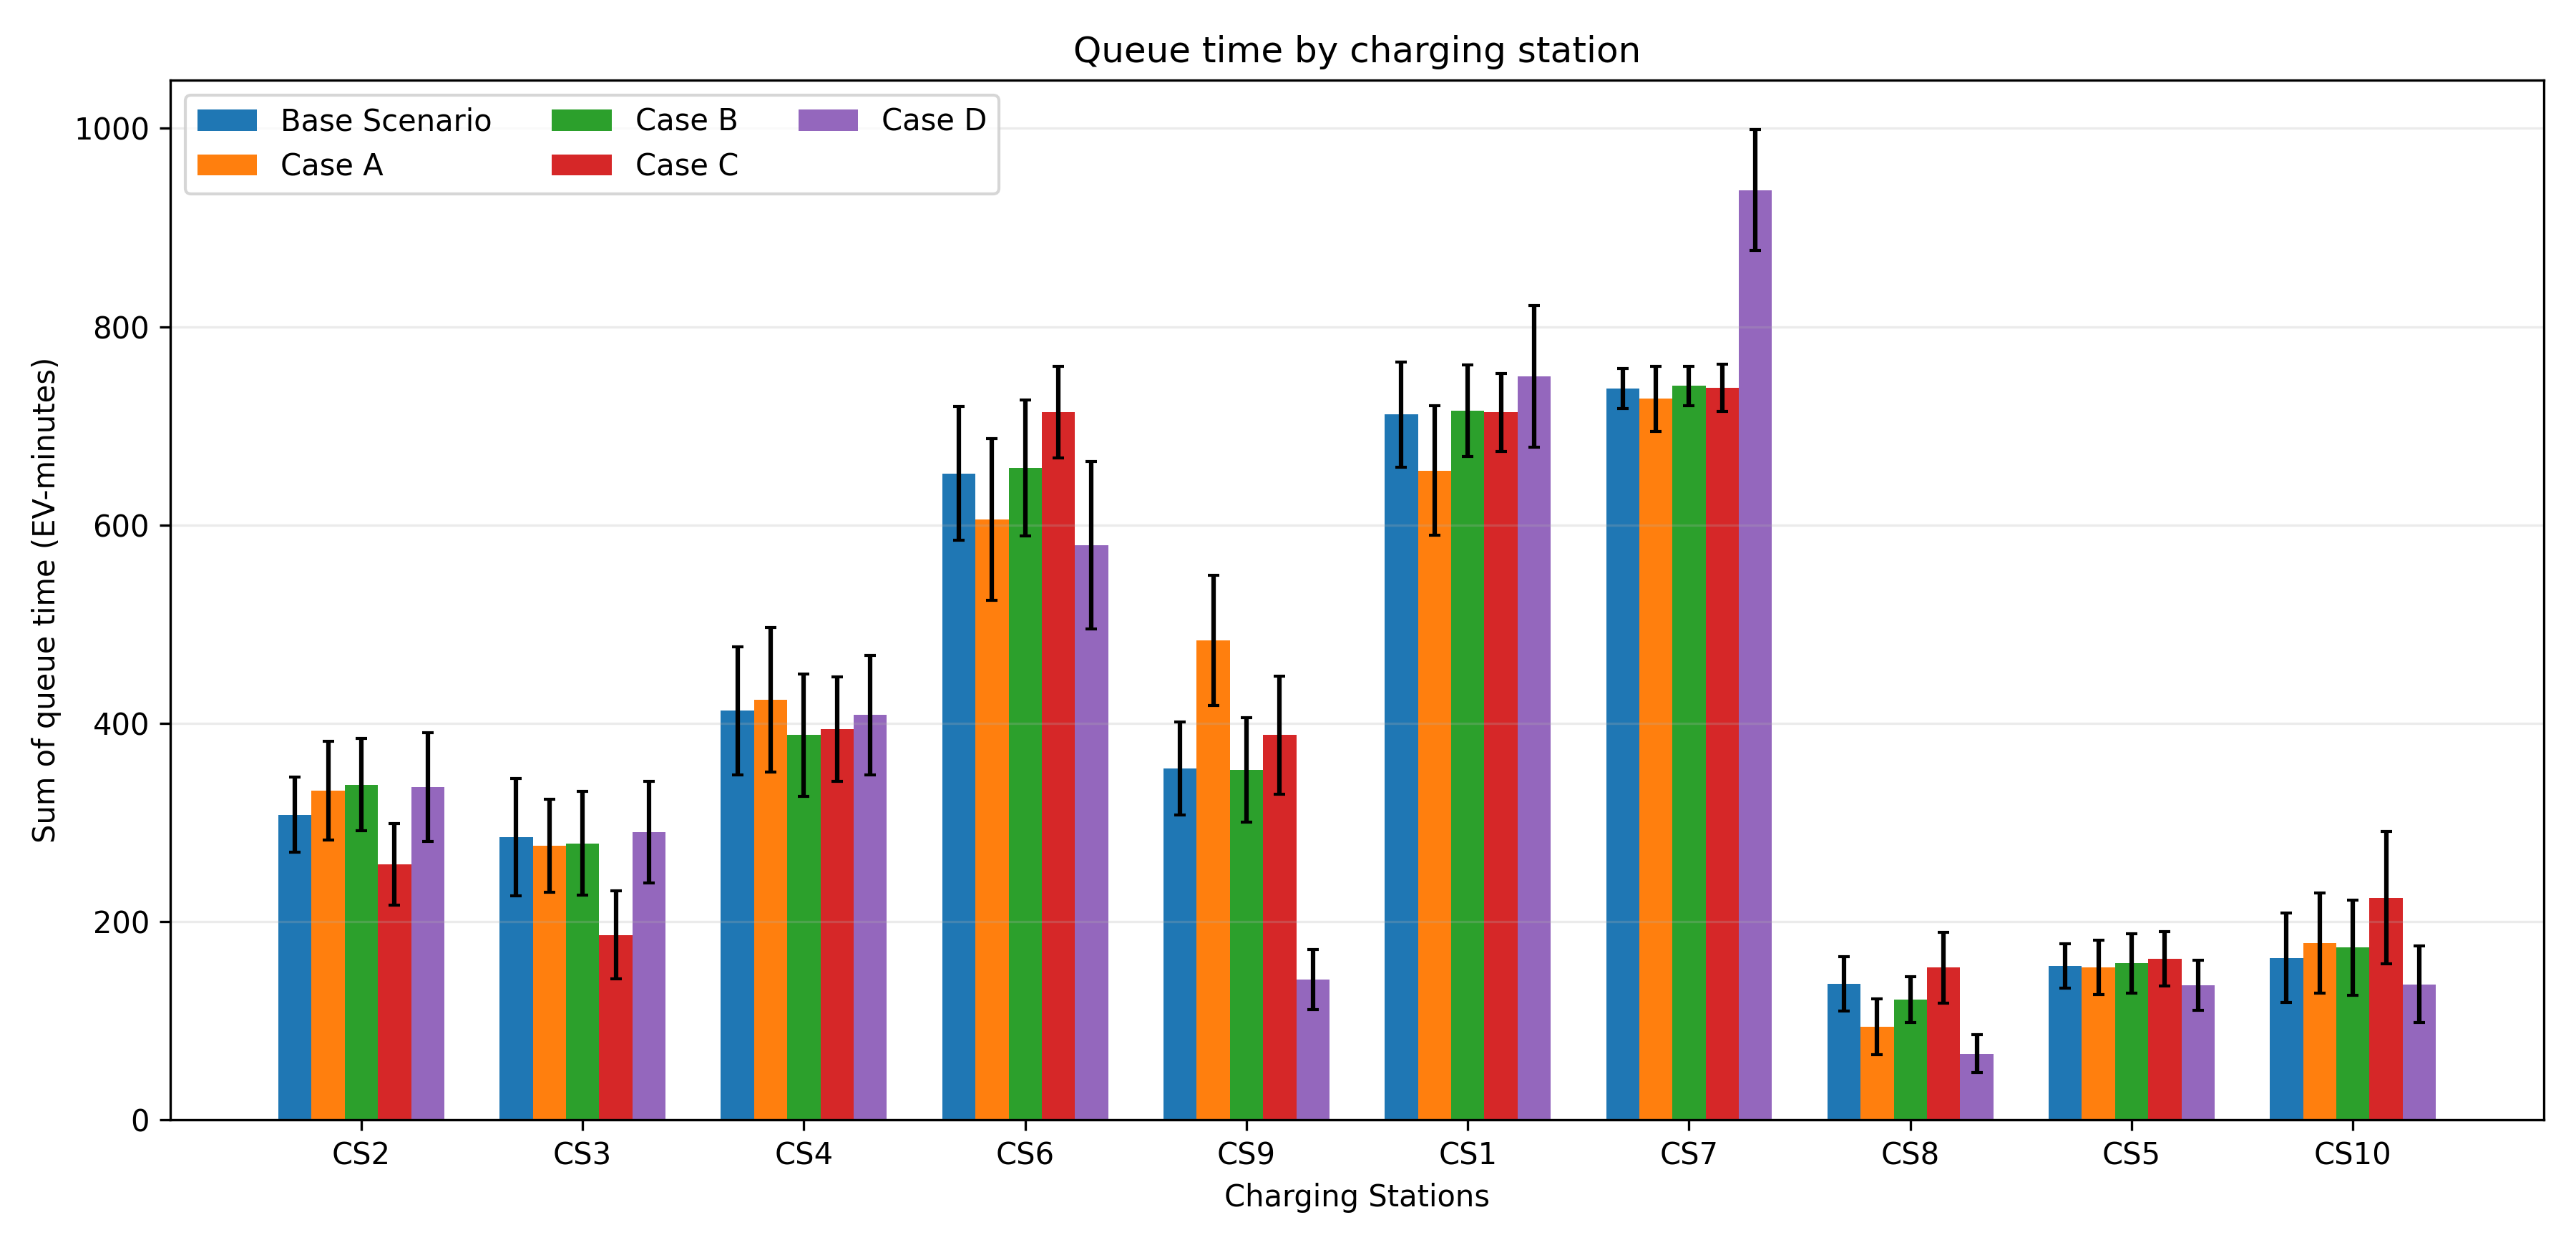 Queue time by charging station
Base Scenario
Case A
Case B
Case C
Case D
Sum of queue time (EV-minutes)
1000
800
600
400
200
0
CS2 CS3 CS4 CS6 CS9 CS1 CS7 CS8 CS5 CS10
Charging Stations